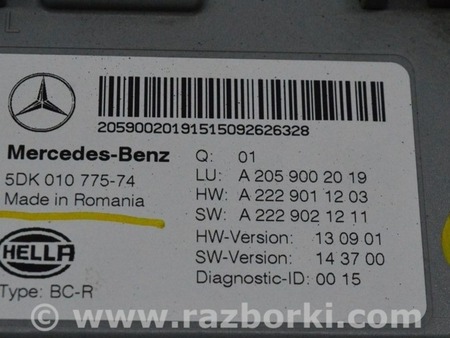 L
20590020191515092626328
Mercedes-Benz
5DK 010 775-74
Made in Romania
HELLA
Type: BC-R
Q: 01
LU: A 205 900 20 19
HW: A 222 901 12 03
SW: A 222 902 12 11
HW-Version: 13 09 01
SW-Version: 14 37 00
Diagnostic-ID: 00 15
© www.razborki.com